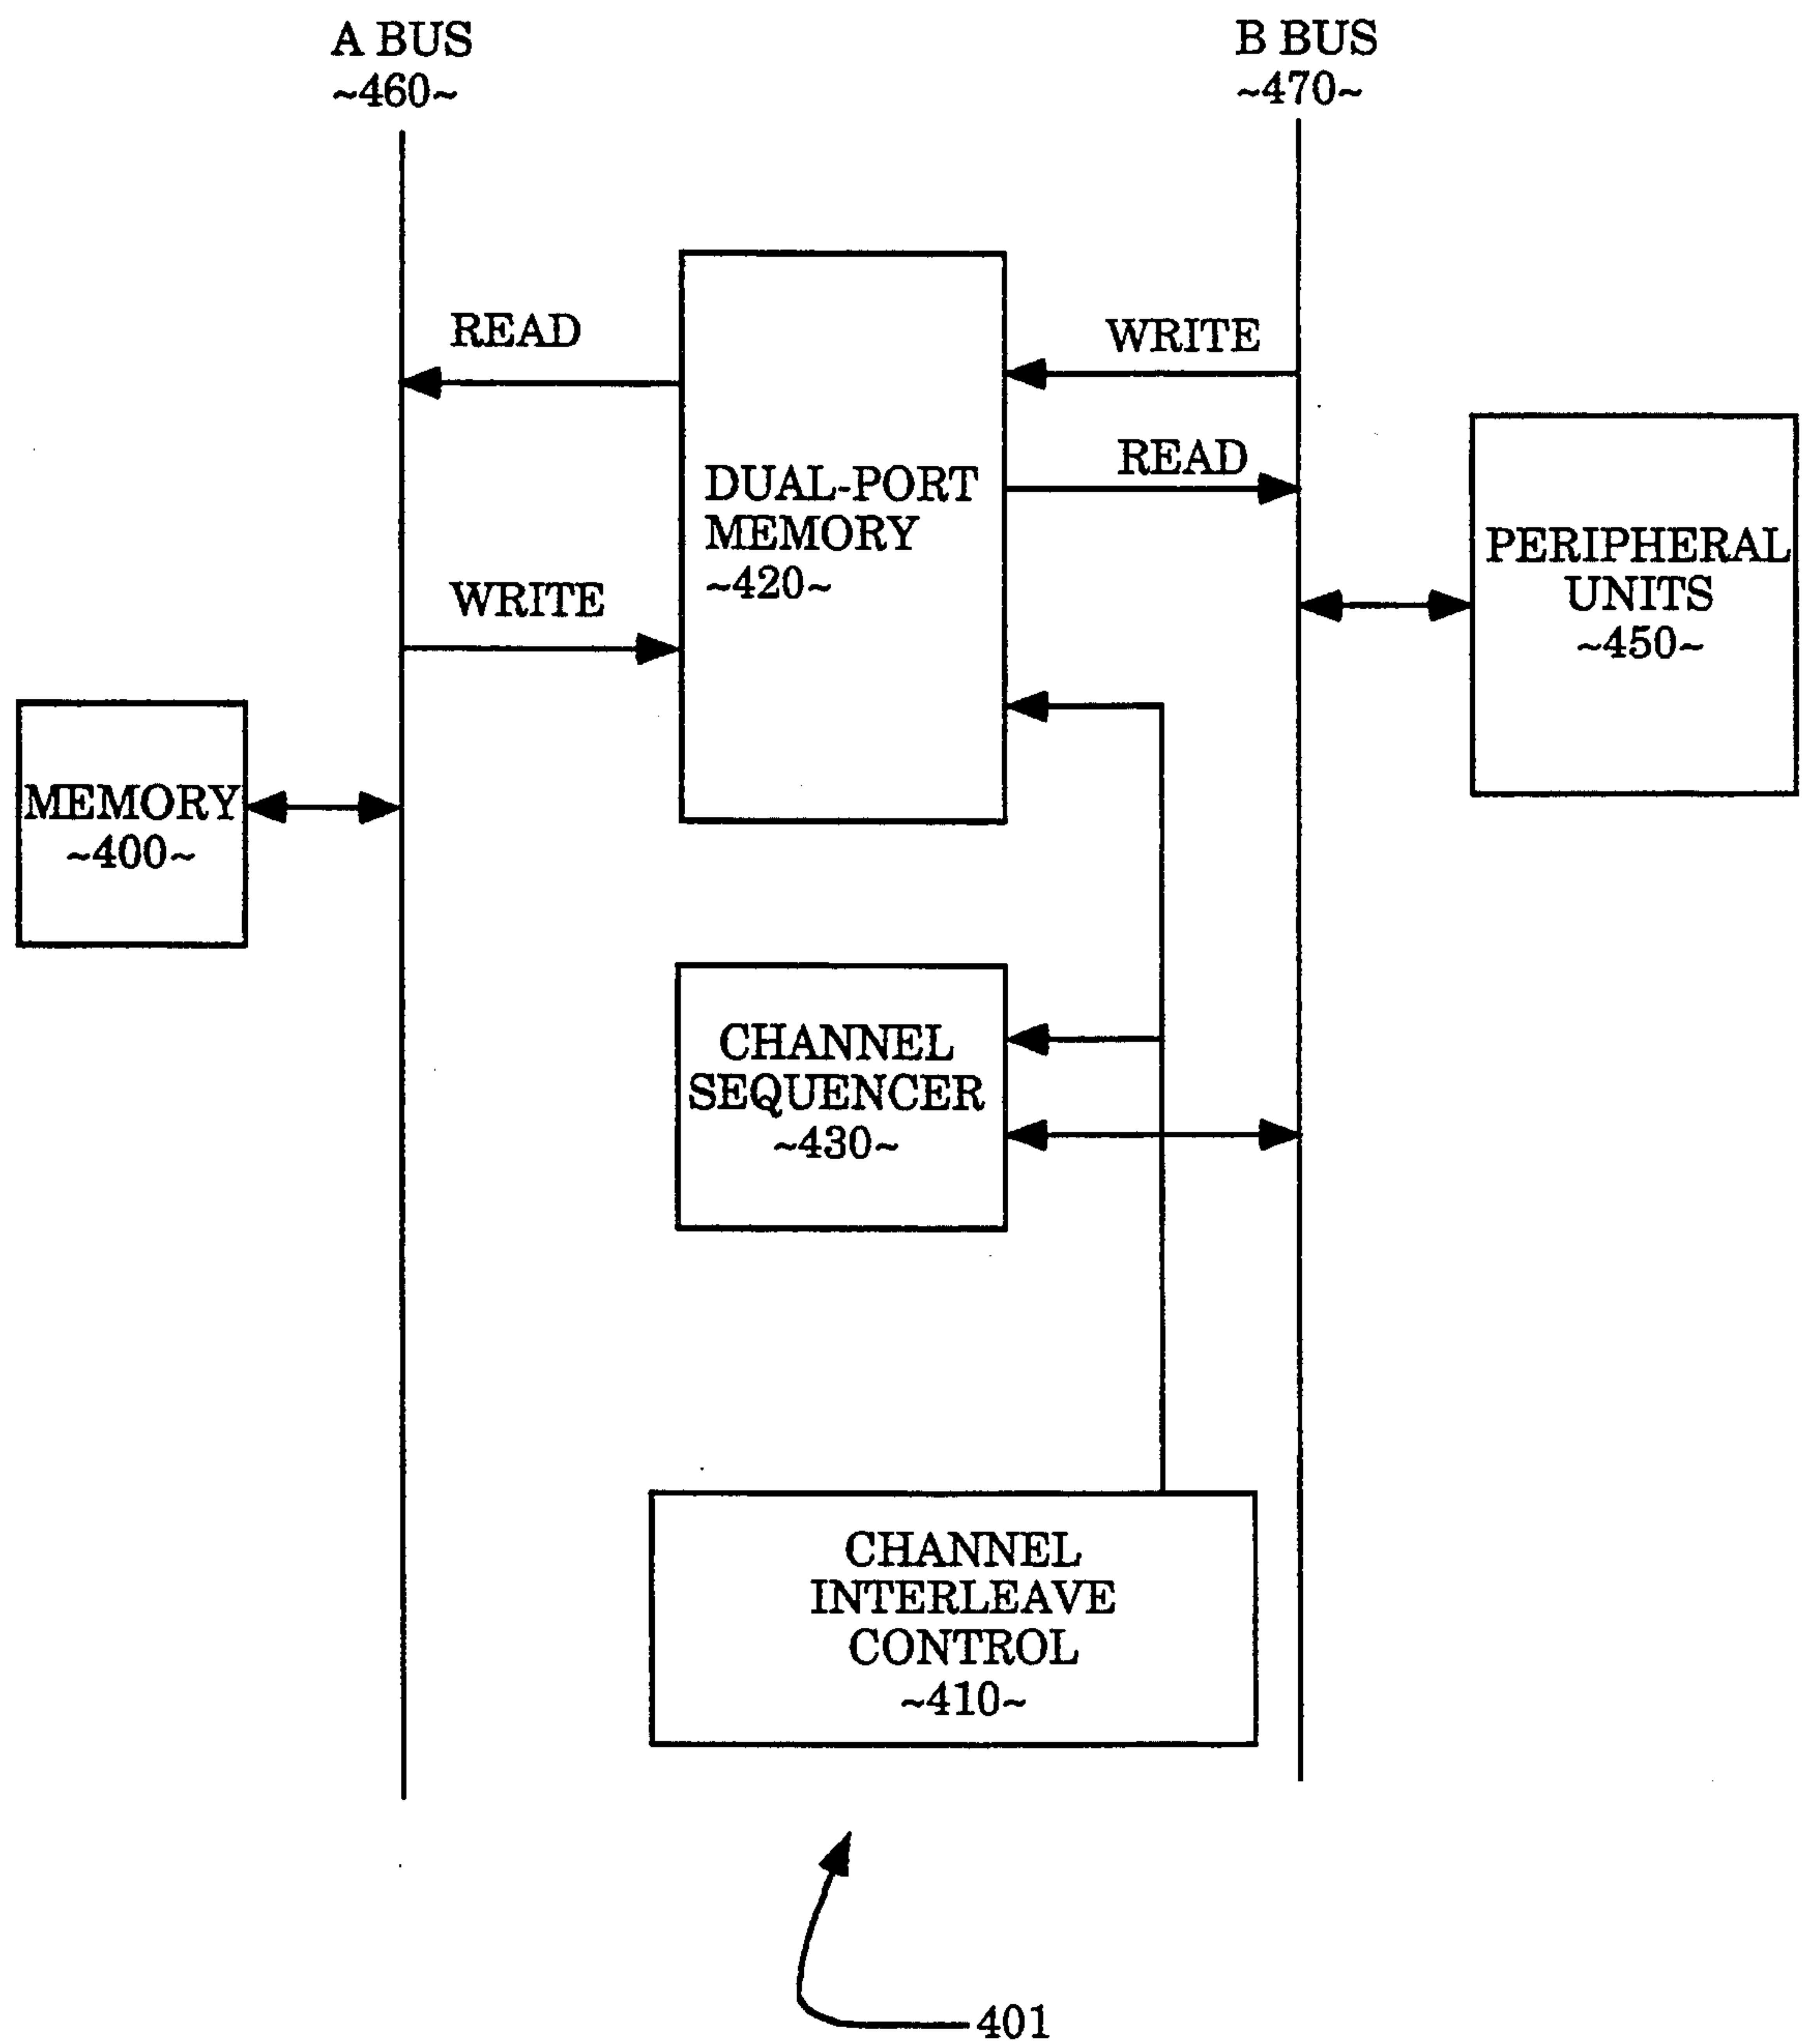 A BUS
~460~
B BUS
~470~
READ
WRITE
READ
DUAL-PORT
MEMORY
~420~
WRITE
PERIPHERAL
UNITS
~450~
MEMORY
~400~
CHANNEL
SEQUENCER
~430~
CHANNEL
INTERLEAVE
CONTROL
~410~
401